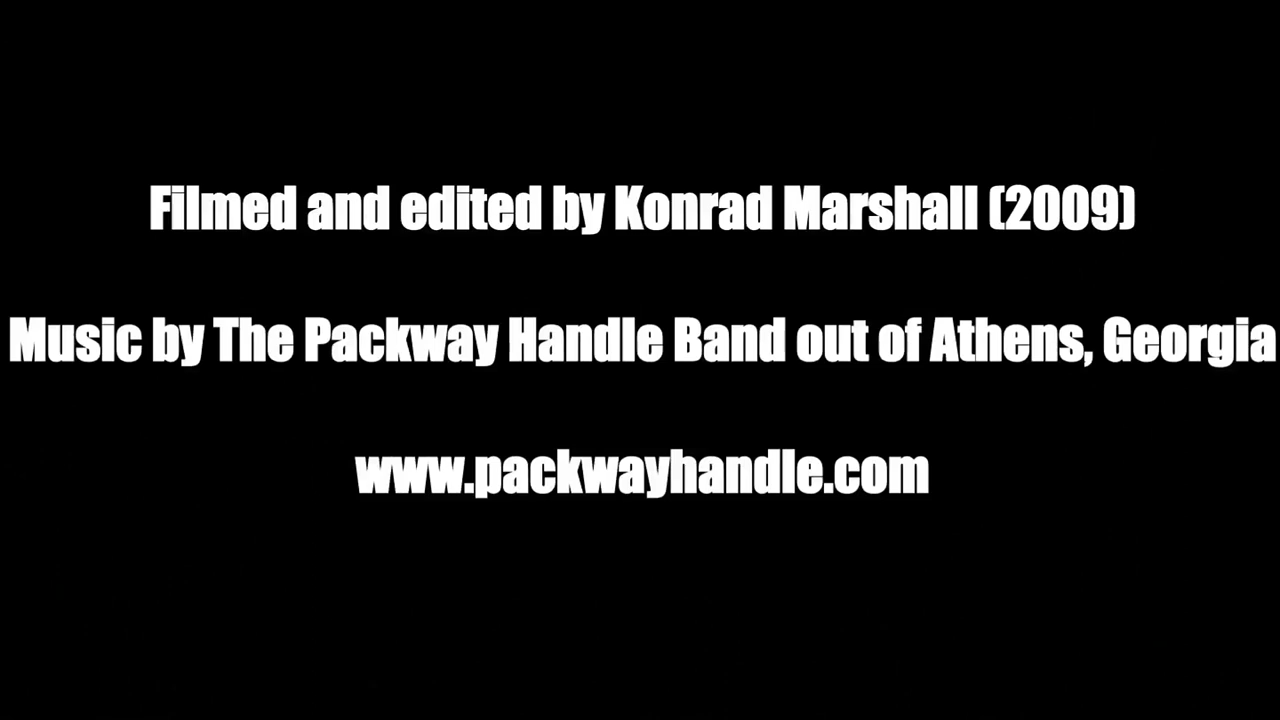 Filmed and edited by Konrad Marshall (2009)
Music by The Packway Handle Band out of Athens, Georgia
www.packwayhandle.com